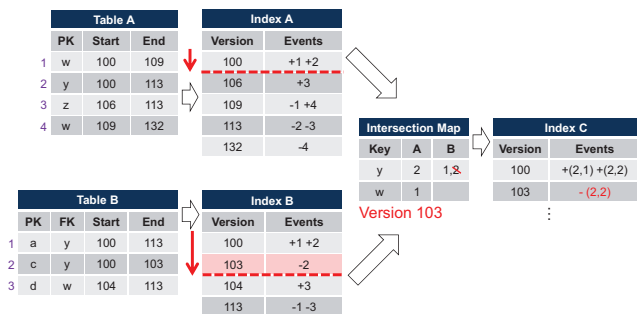 Table A
PK Start End
1 w 100 109
2 y 100 113
3 z 106 113
4 w 109 132
Index A
Version Events
100 +1 +2
106 +3
109 -1 +4
113 -2 -3
132 -4
Intersection Map
Key A B
y 2 1,2
w 1
Version 103
Index C
Version Events
100 +(2,1) +(2,2)
103 - (2,2)
⋮
Table B
PK FK Start End
1 a y 100 113
2 c y 100 103
3 d w 104 113
Index B
Version Events
100 +1 +2
103 -2
104 +3
113 -1 -3